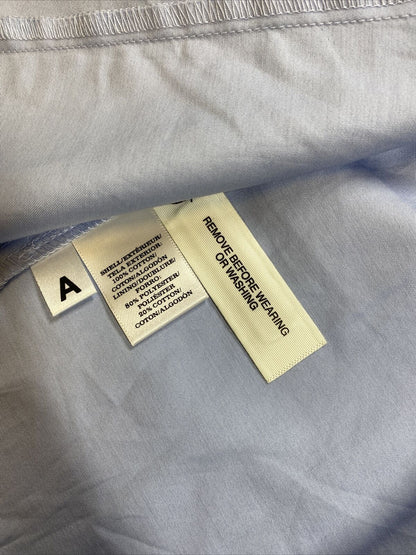 A
SHELL/EXTÉRIEUR/
TELA EXTERIOR:
100% COTTON/
COTON/ALGODÓN
LINING/DOUBLURE/
FORRO:
80% POLYESTER/
POLIÉSTER
20% COTTON/
COTON/ALGODÓN
REMOVE BEFORE WEARING
OR WASHING